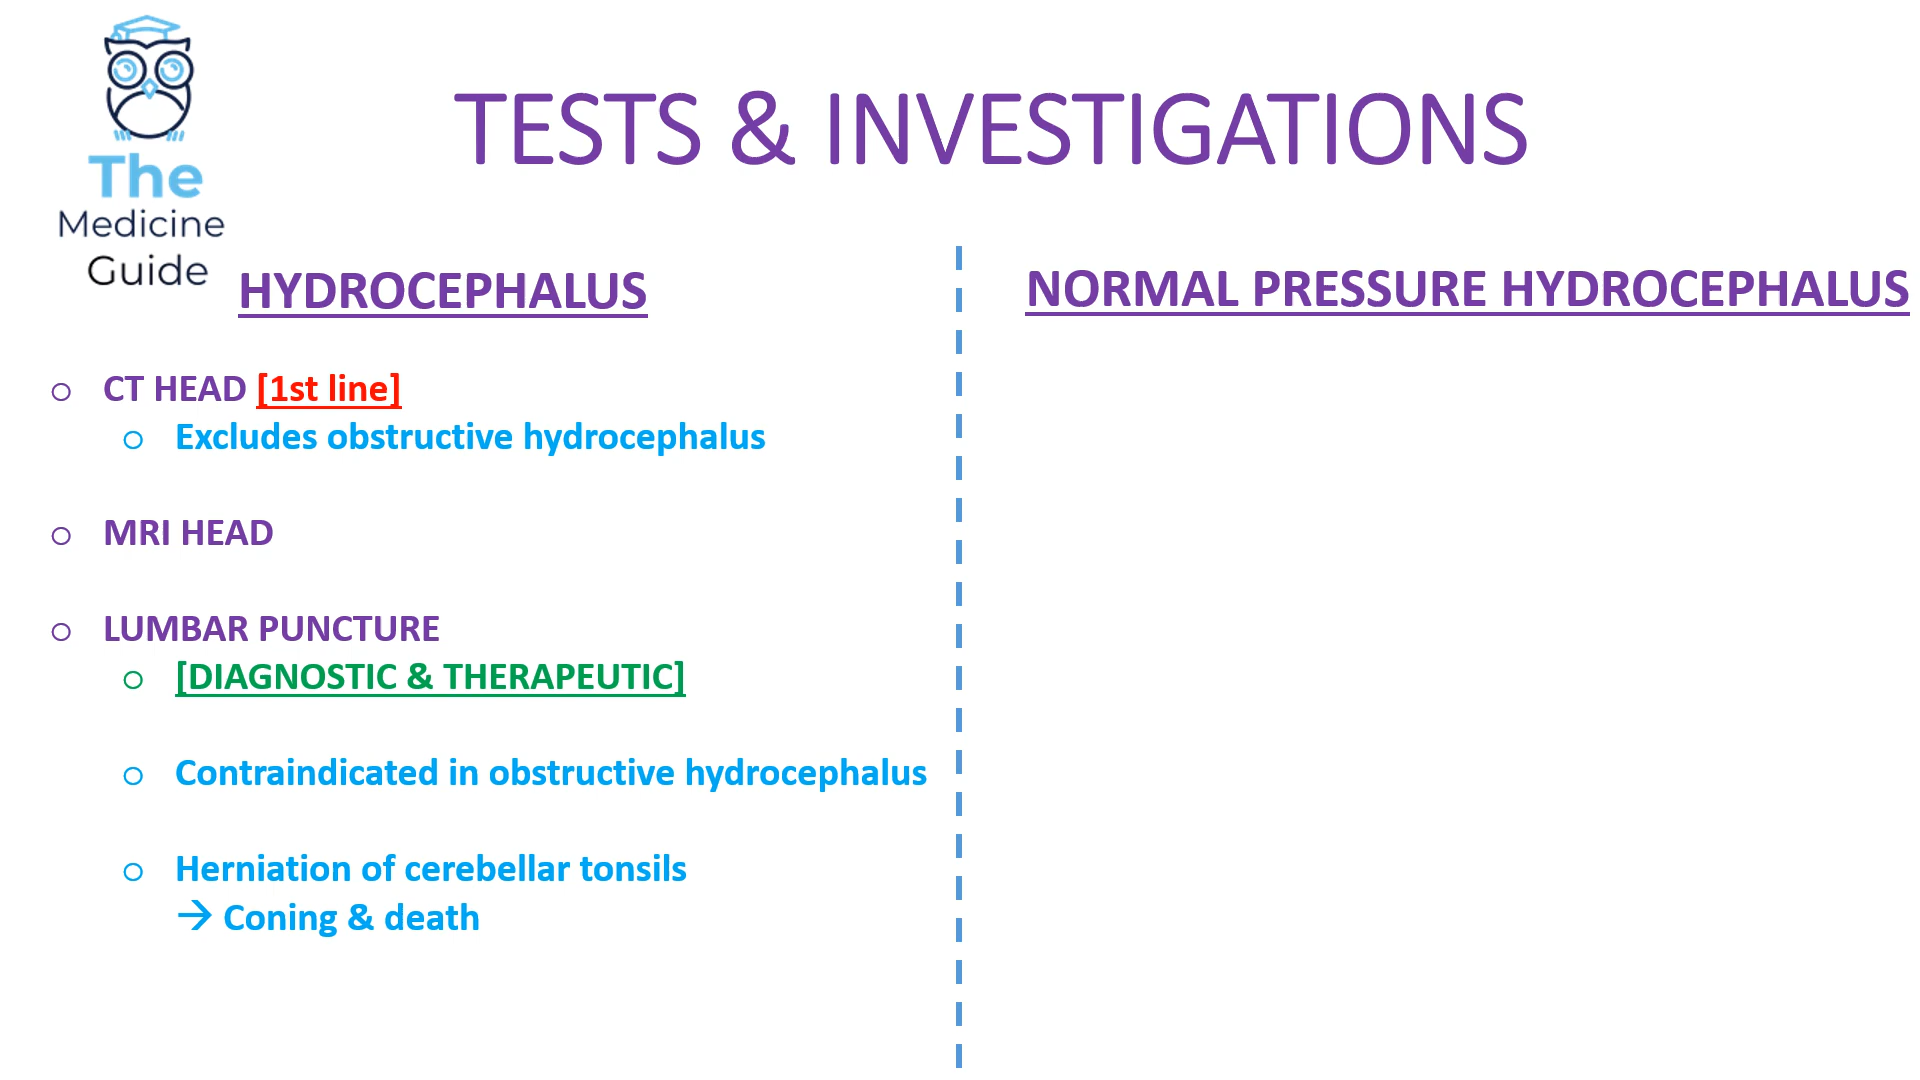 The
Medicine
Guide
TESTS & INVESTIGATIONS
HYDROCEPHALUS
o CT HEAD [1st line]
o Excludes obstructive hydrocephalus
o MRI HEAD
o LUMBAR PUNCTURE
o [DIAGNOSTIC & THERAPEUTIC]
o Contraindicated in obstructive hydrocephalus
o Herniation of cerebellar tonsils
→ Coning & death
NORMAL PRESSURE HYDROCEPHALUS